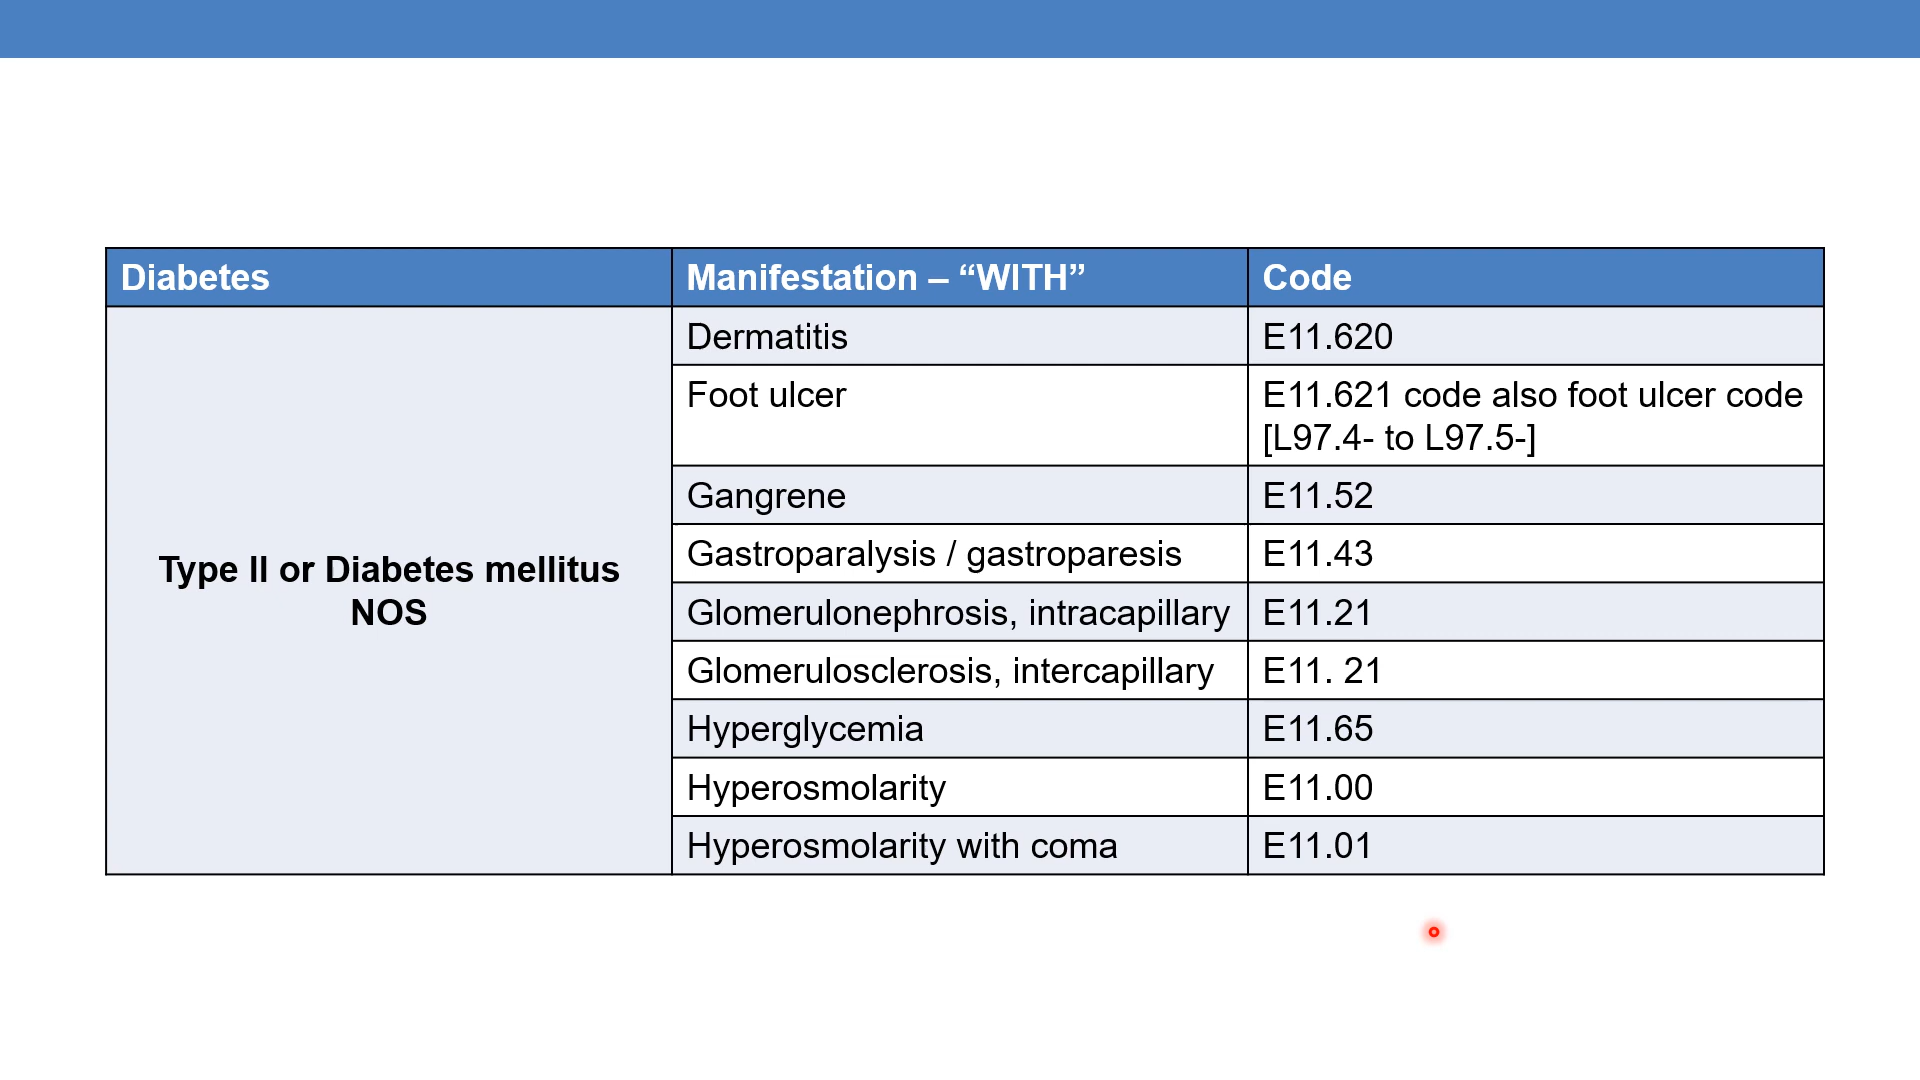 Diabetes
Manifestation – “WITH”
Code
Type II or Diabetes mellitus
NOS
Dermatitis
E11.620
Foot ulcer
E11.621 code also foot ulcer code
[L97.4- to L97.5-]
Gangrene
E11.52
Gastroparalysis / gastroparesis
E11.43
Glomerulonephrosis, intracapillary
E11.21
Glomerulosclerosis, intercapillary
E11. 21
Hyperglycemia
E11.65
Hyperosmolarity
E11.00
Hyperosmolarity with coma
E11.01